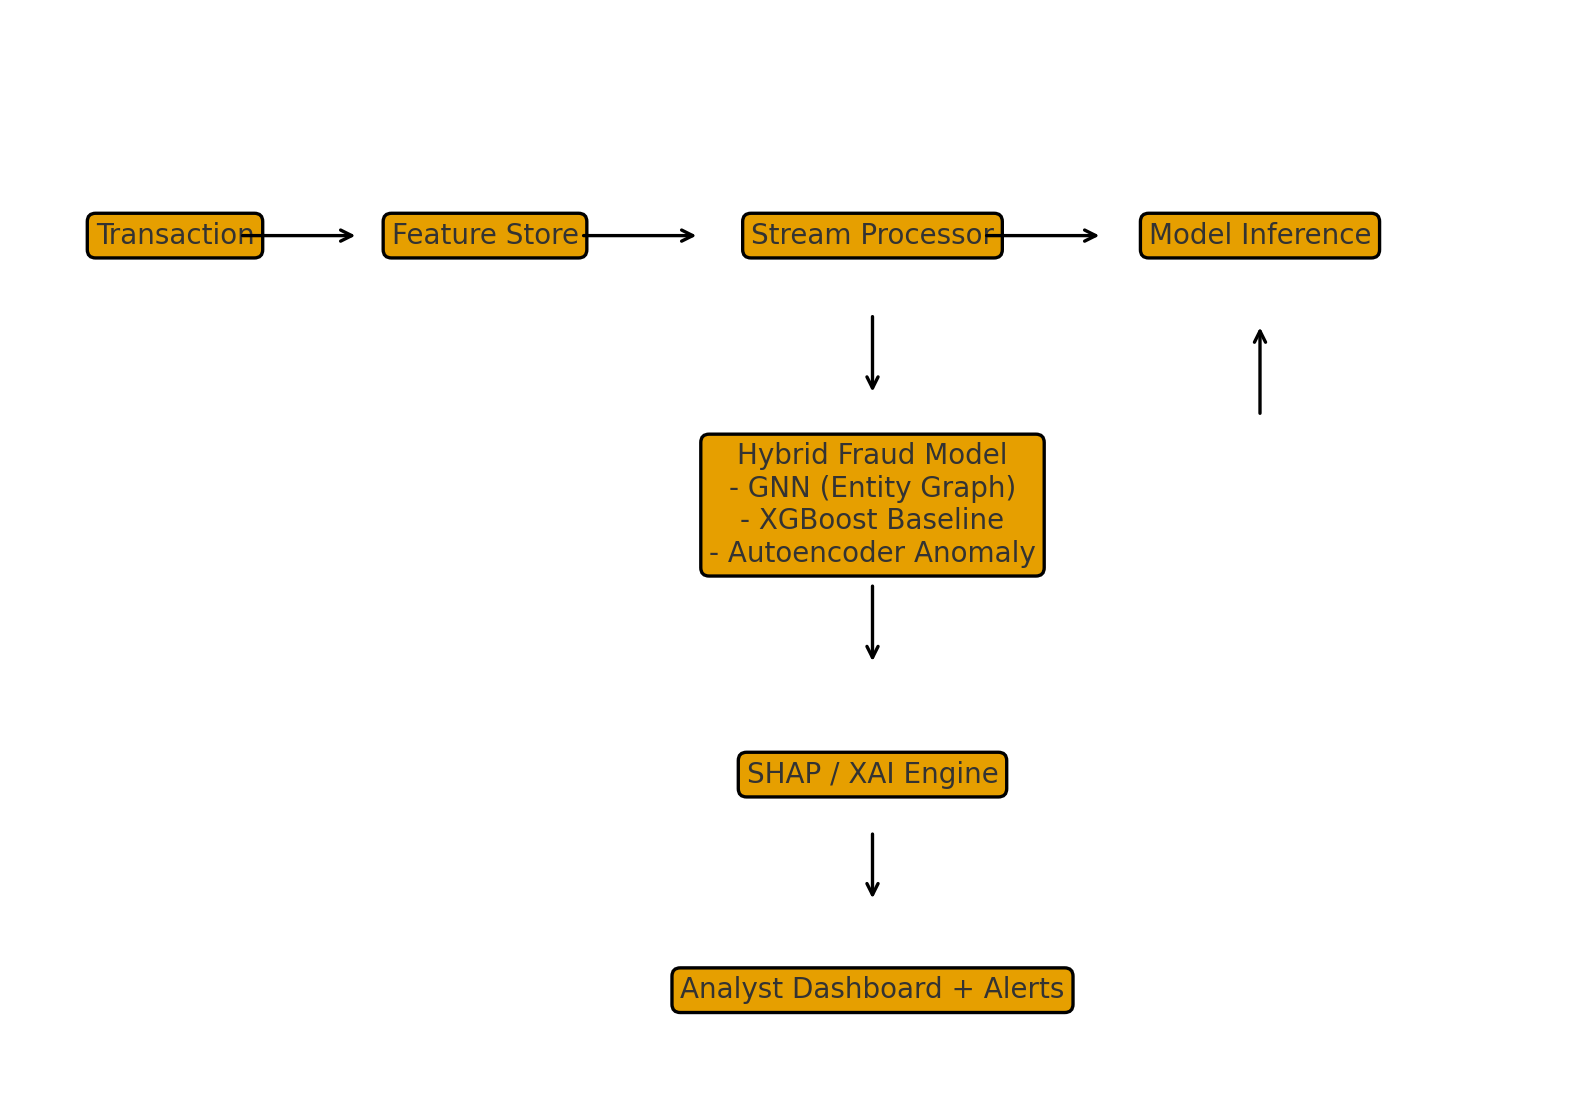 Transaction
Feature Store
Stream Processor
Model Inference
Hybrid Fraud Model
- GNN (Entity Graph)
- XGBoost Baseline
- Autoencoder Anomaly
SHAP / XAI Engine
Analyst Dashboard + Alerts